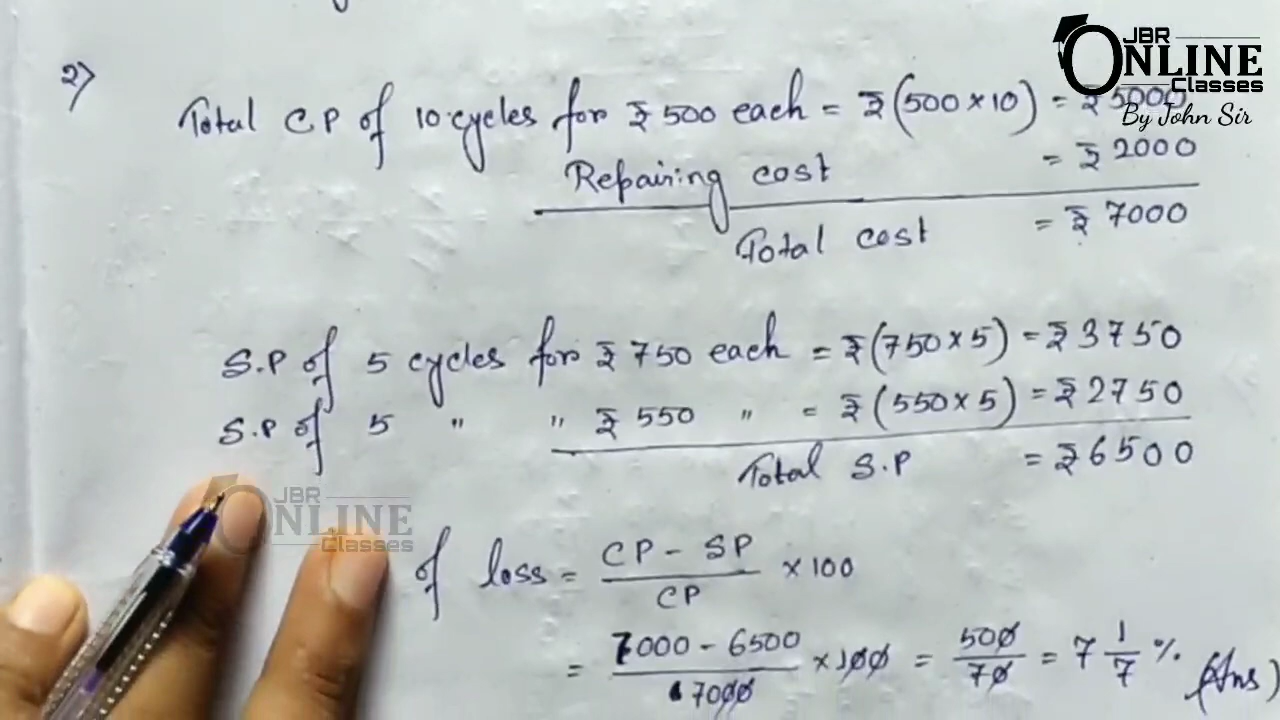 JBR
ONLINE
Classes
By John Sir
2)
Total CP of 10 cycles for ₹ 500 each = ₹ (500 × 10) = ₹ 5000
Repairing cost = ₹ 2000
Total cost = ₹ 7000
S.P of 5 cycles for ₹ 750 each = ₹ (750 × 5) = ₹ 3750
S.P of 5 " " ₹ 550 " = ₹ (550 × 5) = ₹ 2750
Total S.P = ₹ 6500
JBR
ONLINE
Classes
of loss = CP - SP / CP × 100
= 7000 - 6500 / 7000 × 100 = 500 / 70 = 7 1/7 % (Ans)